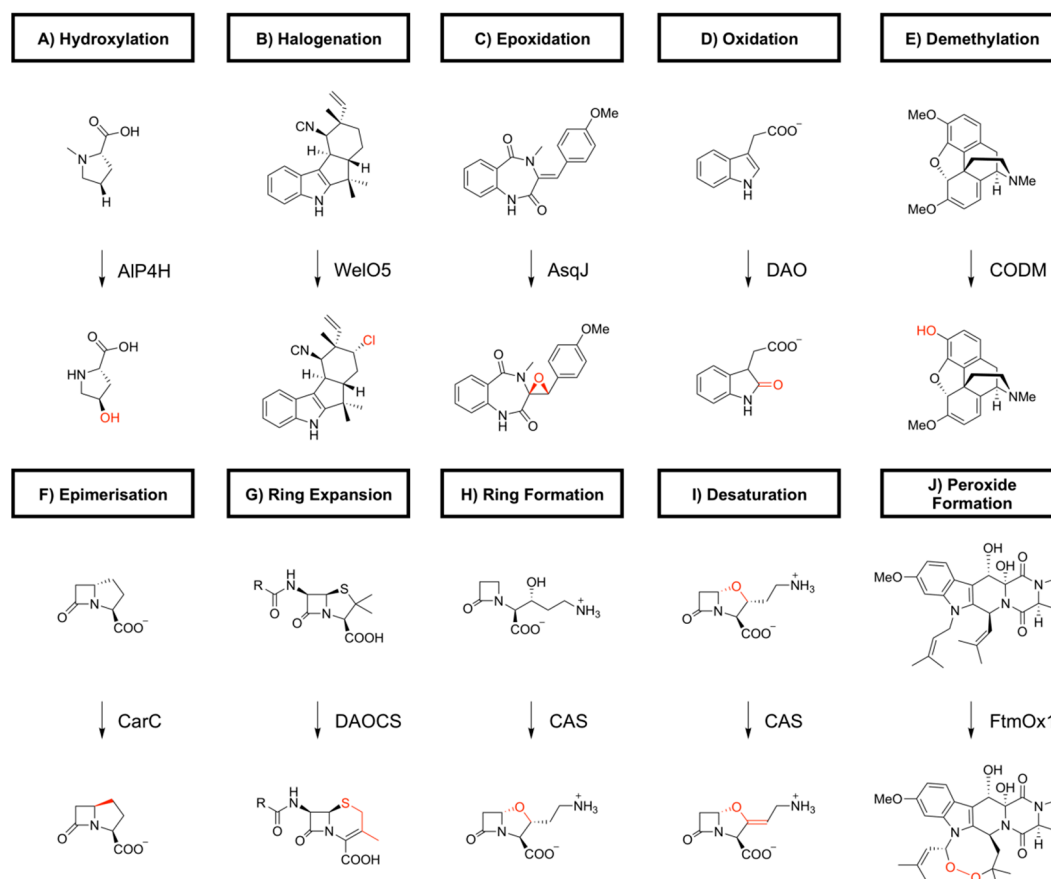 A) Hydroxylation
B) Halogenation
C) Epoxidation
D) Oxidation
E) Demethylation
O
OH
N
H
CN
H
H
N
H
OMe
O
N
N
H
O
COO⁻
N
H
MeO
O
MeO
H
NMe
AlP4H
WelO5
AsqJ
DAO
CODM
O
OH
HN
OH
Cl
CN
H
H
N
H
OMe
O
N
O
N
H
O
COO⁻
O
N
H
HO
O
MeO
H
NMe
F) Epimerisation
G) Ring Expansion
H) Ring Formation
I) Desaturation
J) Peroxide
Formation
H
N
O
COO⁻
R
H
N
O
H
S
N
O
COOH
OH
N
O
NH₃
+
COO⁻
H
O
N
O
NH₃
+
COO⁻
OH
OH
O
MeO
N
N
N
O
H
CarC
DAOCS
CAS
CAS
FtmOx1
N
O
COO⁻
R
H
N
O
H
S
N
O
COOH
H
O
N
O
NH₃
+
COO⁻
H
O
N
O
NH₃
+
COO⁻
OH
OH
O
MeO
N
N
N
O
H
O
O